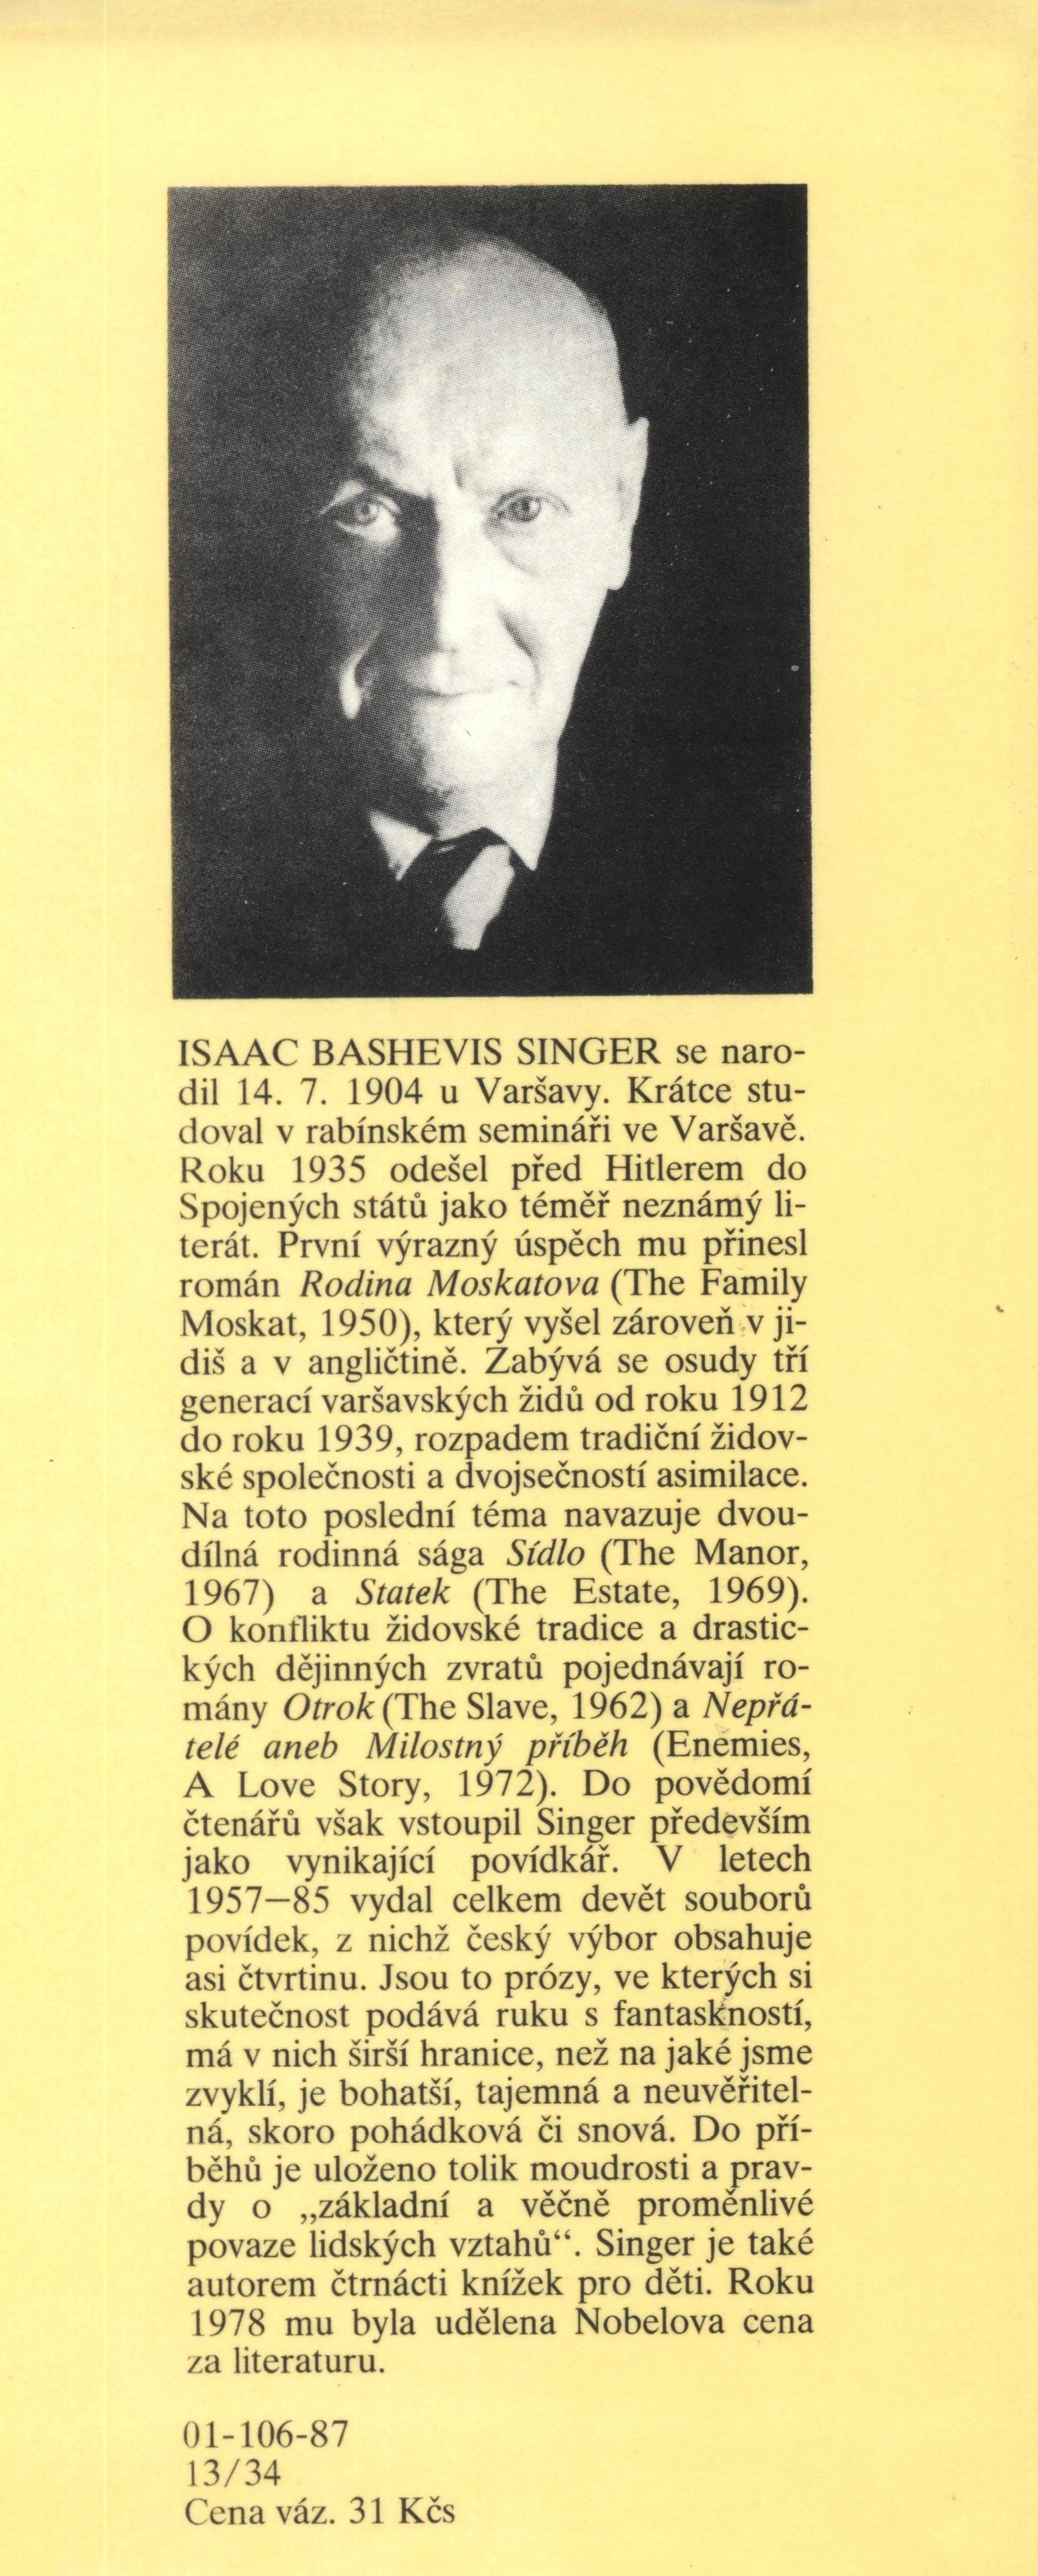 ISAAC BASHEVIS SINGER se naro-
dil 14. 7. 1904 u Varšavy. Krátce stu-
doval v rabínském semináři ve Varšavě.
Roku 1935 odešel před Hitlerem do
Spojených států jako téměř neznámý li-
terát. První výrazný úspěch mu přinesl
román Rodina Moskatova (The Family
Moskat, 1950), který vyšel zároveň v ji-
diš a v angličtině. Zabývá se osudy tří
generací varšavských židů od roku 1912
do roku 1939, rozpadem tradiční židov-
ské společnosti a dvojsečností asimilace.
Na toto poslední téma navazuje dvou-
dílná rodinná sága Sídlo (The Manor,
1967) a Statek (The Estate, 1969).
O konfliktu židovské tradice a drastic-
kých dějinných zvratů pojednávají ro-
mány Otrok (The Slave, 1962) a Nepřá-
telé aneb Milostný příběh (Enemies,
A Love Story, 1972). Do povědomí
čtenářů však vstoupil Singer především
jako vynikající povídkář. V letech
1957—85 vydal celkem devět souborů
povídek, z nichž český výbor obsahuje
asi čtvrtinu. Jsou to prózy, ve kterých si
skutečnost podává ruku s fantaskností,
má v nich širší hranice, než na jaké jsme
zvyklí, je bohatší, tajemná a neuvěřitel-
ná, skoro pohádková či snová. Do pří-
běhů je uloženo tolik moudrosti a prav-
dy o „základní a věčně proměnlivé
povaze lidských vztahů“. Singer je také
autorem čtrnácti knížek pro děti. Roku
1978 mu byla udělena Nobelova cena
za literaturu.
01-106-87
13/34
Cena váz. 31 Kčs